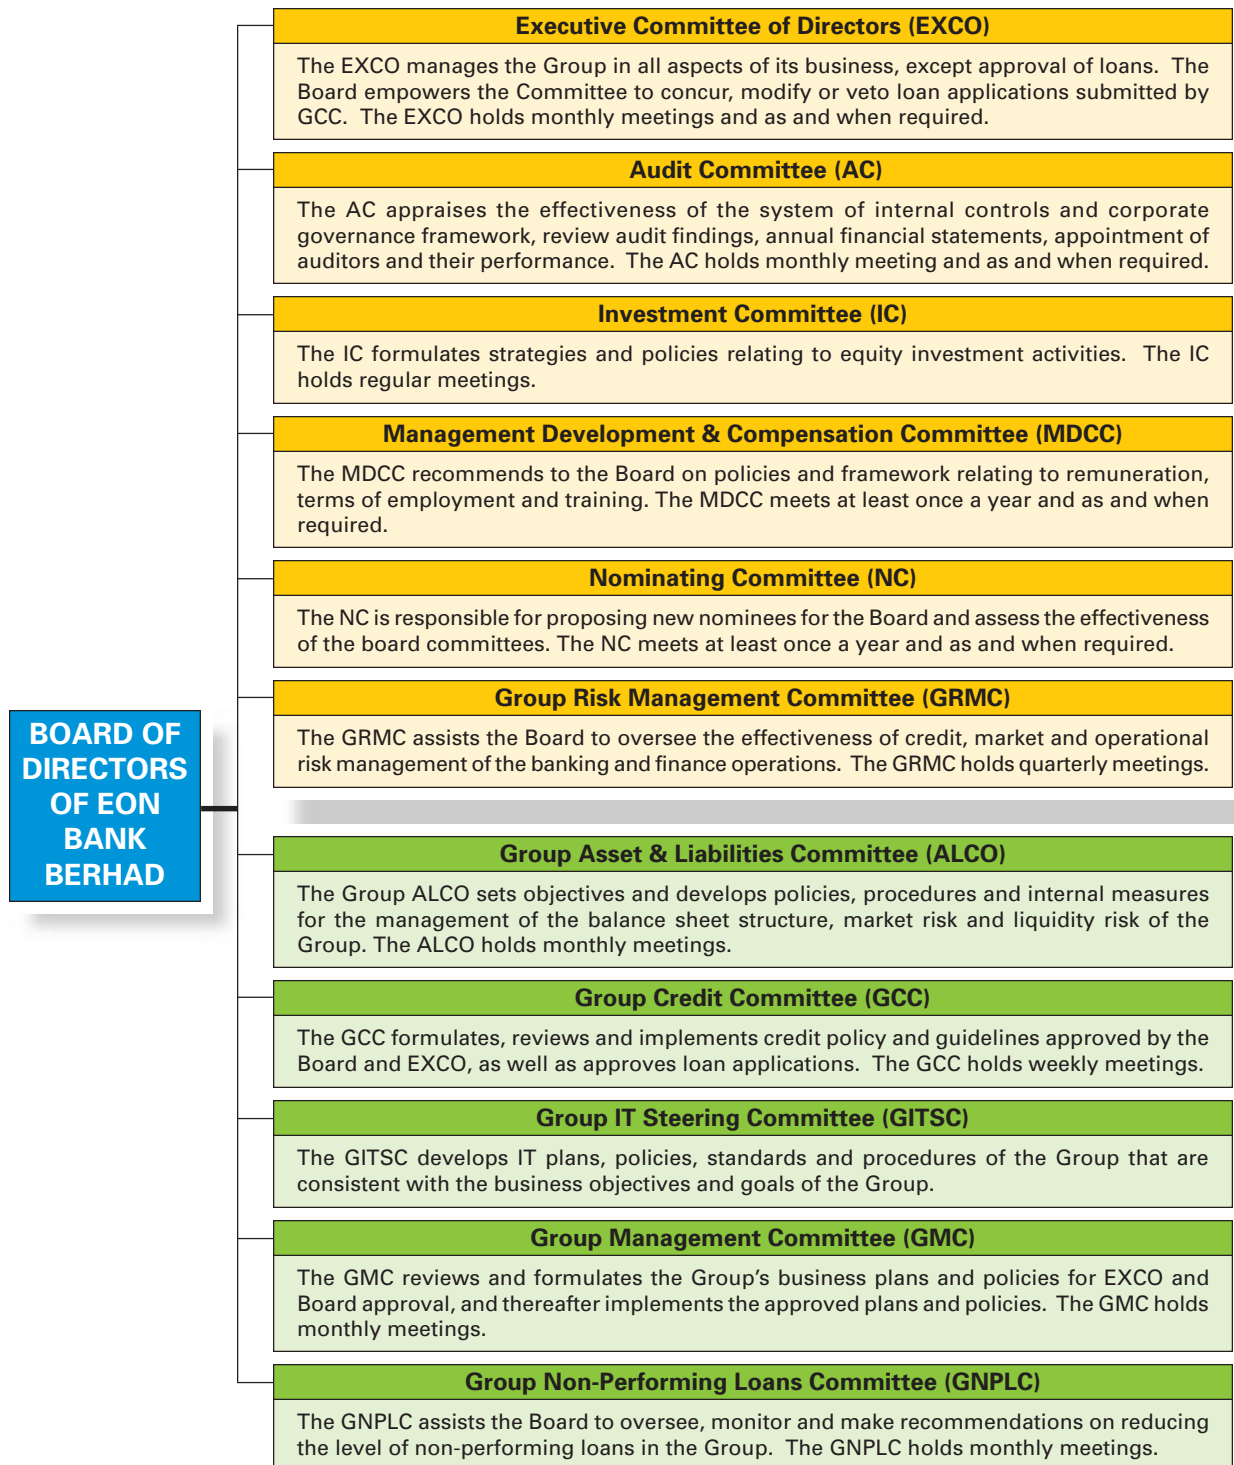 Executive Committee of Directors (EXCO)
The EXCO manages the Group in all aspects of its business, except approval of loans. The
Board empowers the Committee to concur, modify or veto loan applications submitted by
GCC. The EXCO holds monthly meetings and as and when required.
Audit Committee (AC)
The AC appraises the effectiveness of the system of internal controls and corporate
governance framework, review audit findings, annual financial statements, appointment of
auditors and their performance. The AC holds monthly meeting and as and when required.
Investment Committee (IC)
The IC formulates strategies and policies relating to equity investment activities. The IC
holds regular meetings.
Management Development & Compensation Committee (MDCC)
The MDCC recommends to the Board on policies and framework relating to remuneration,
terms of employment and training. The MDCC meets at least once a year and as and when
required.
Nominating Committee (NC)
The NC is responsible for proposing new nominees for the Board and assess the effectiveness
of the board committees. The NC meets at least once a year and as and when required.
Group Risk Management Committee (GRMC)
The GRMC assists the Board to oversee the effectiveness of credit, market and operational
risk management of the banking and finance operations. The GRMC holds quarterly meetings.
BOARD OF
DIRECTORS
OF EON
BANK
BERHAD
Group Asset & Liabilities Committee (ALCO)
The Group ALCO sets objectives and develops policies, procedures and internal measures
for the management of the balance sheet structure, market risk and liquidity risk of the
Group. The ALCO holds monthly meetings.
Group Credit Committee (GCC)
The GCC formulates, reviews and implements credit policy and guidelines approved by the
Board and EXCO, as well as approves loan applications. The GCC holds weekly meetings.
Group IT Steering Committee (GITSC)
The GITSC develops IT plans, policies, standards and procedures of the Group that are
consistent with the business objectives and goals of the Group.
Group Management Committee (GMC)
The GMC reviews and formulates the Group's business plans and policies for EXCO and
Board approval, and thereafter implements the approved plans and policies. The GMC holds
monthly meetings.
Group Non-Performing Loans Committee (GNPLC)
The GNPLC assists the Board to oversee, monitor and make recommendations on reducing
the level of non-performing loans in the Group. The GNPLC holds monthly meetings.